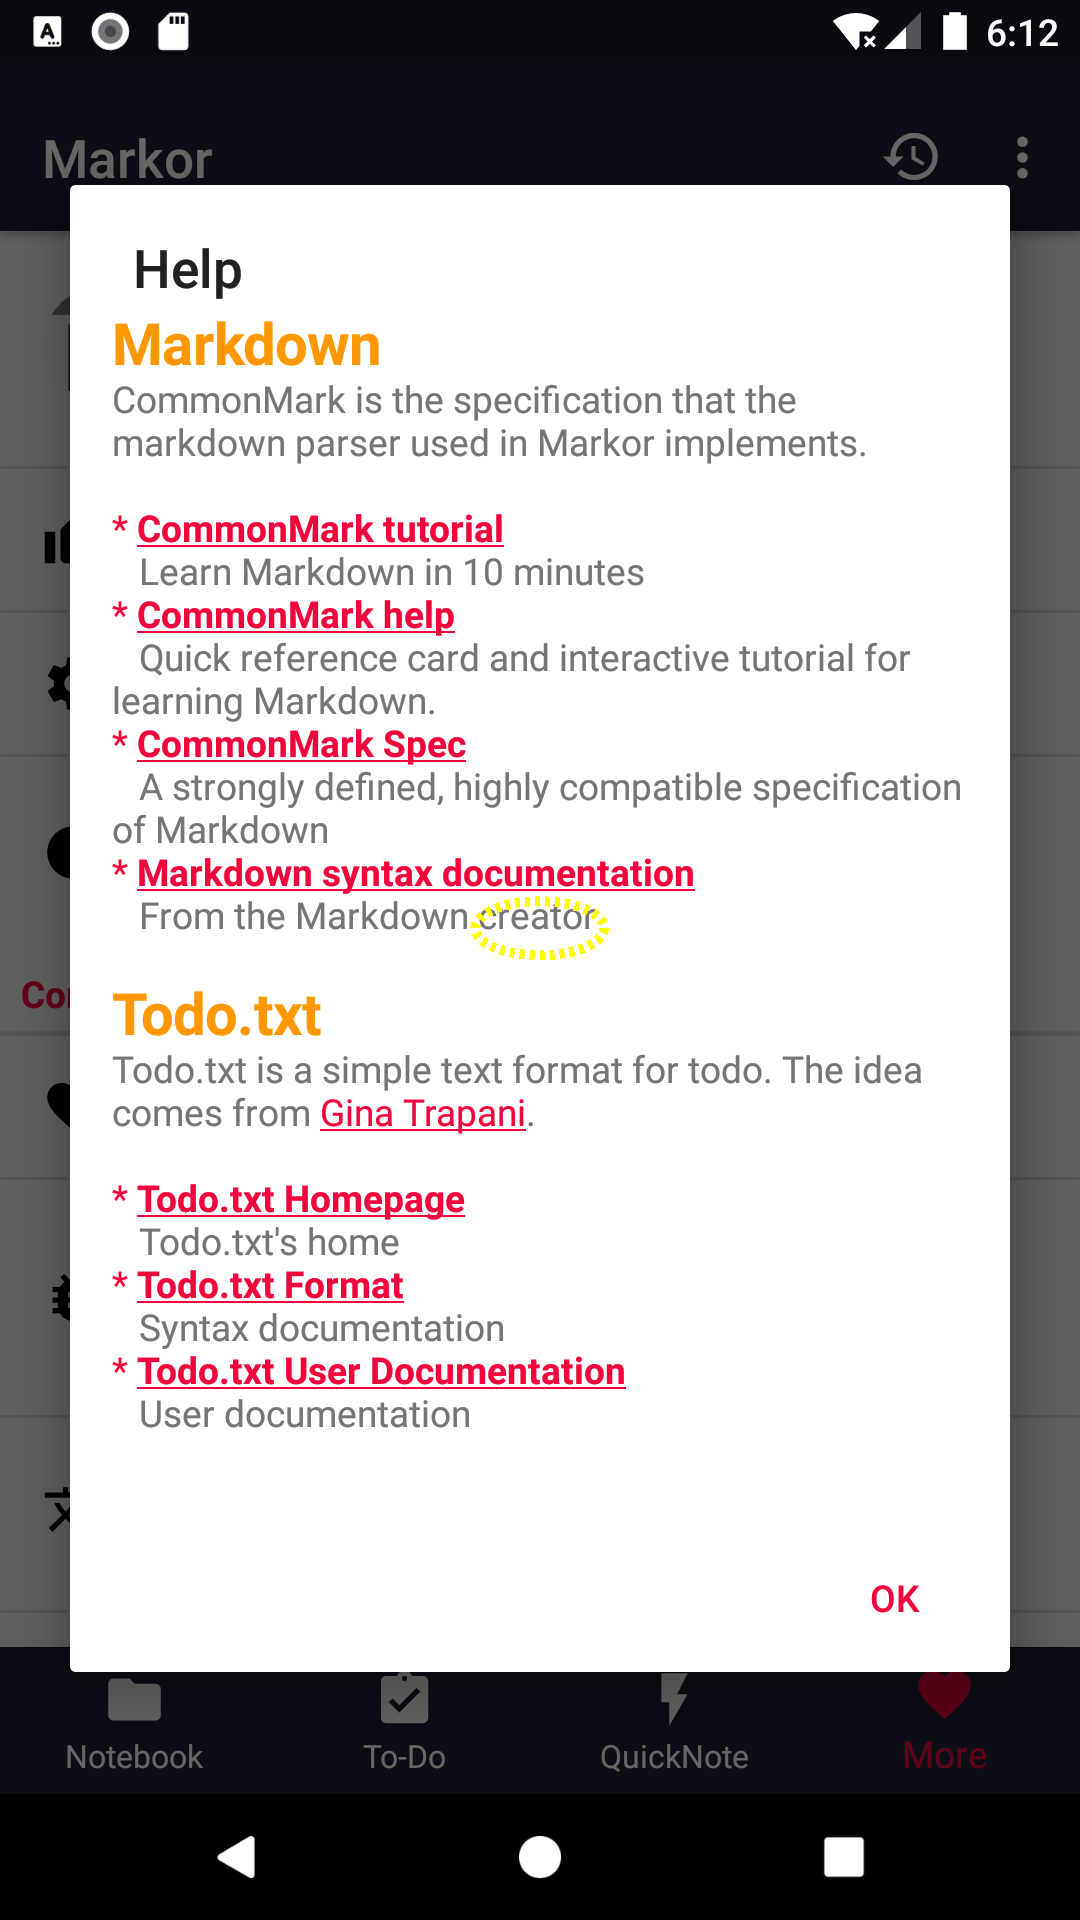 6:12
Markor
Help
Markdown
CommonMark is the specification that the
markdown parser used in Markor implements.
* CommonMark tutorial
Learn Markdown in 10 minutes
* CommonMark help
Quick reference card and interactive tutorial for
learning Markdown.
* CommonMark Spec
A strongly defined, highly compatible specification
of Markdown
* Markdown syntax documentation
From the Markdown creator
Todo.txt
Todo.txt is a simple text format for todo. The idea
comes from Gina Trapani.
* Todo.txt Homepage
Todo.txt's home
* Todo.txt Format
Syntax documentation
* Todo.txt User Documentation
User documentation
OK
Notebook
To-Do
QuickNote
More